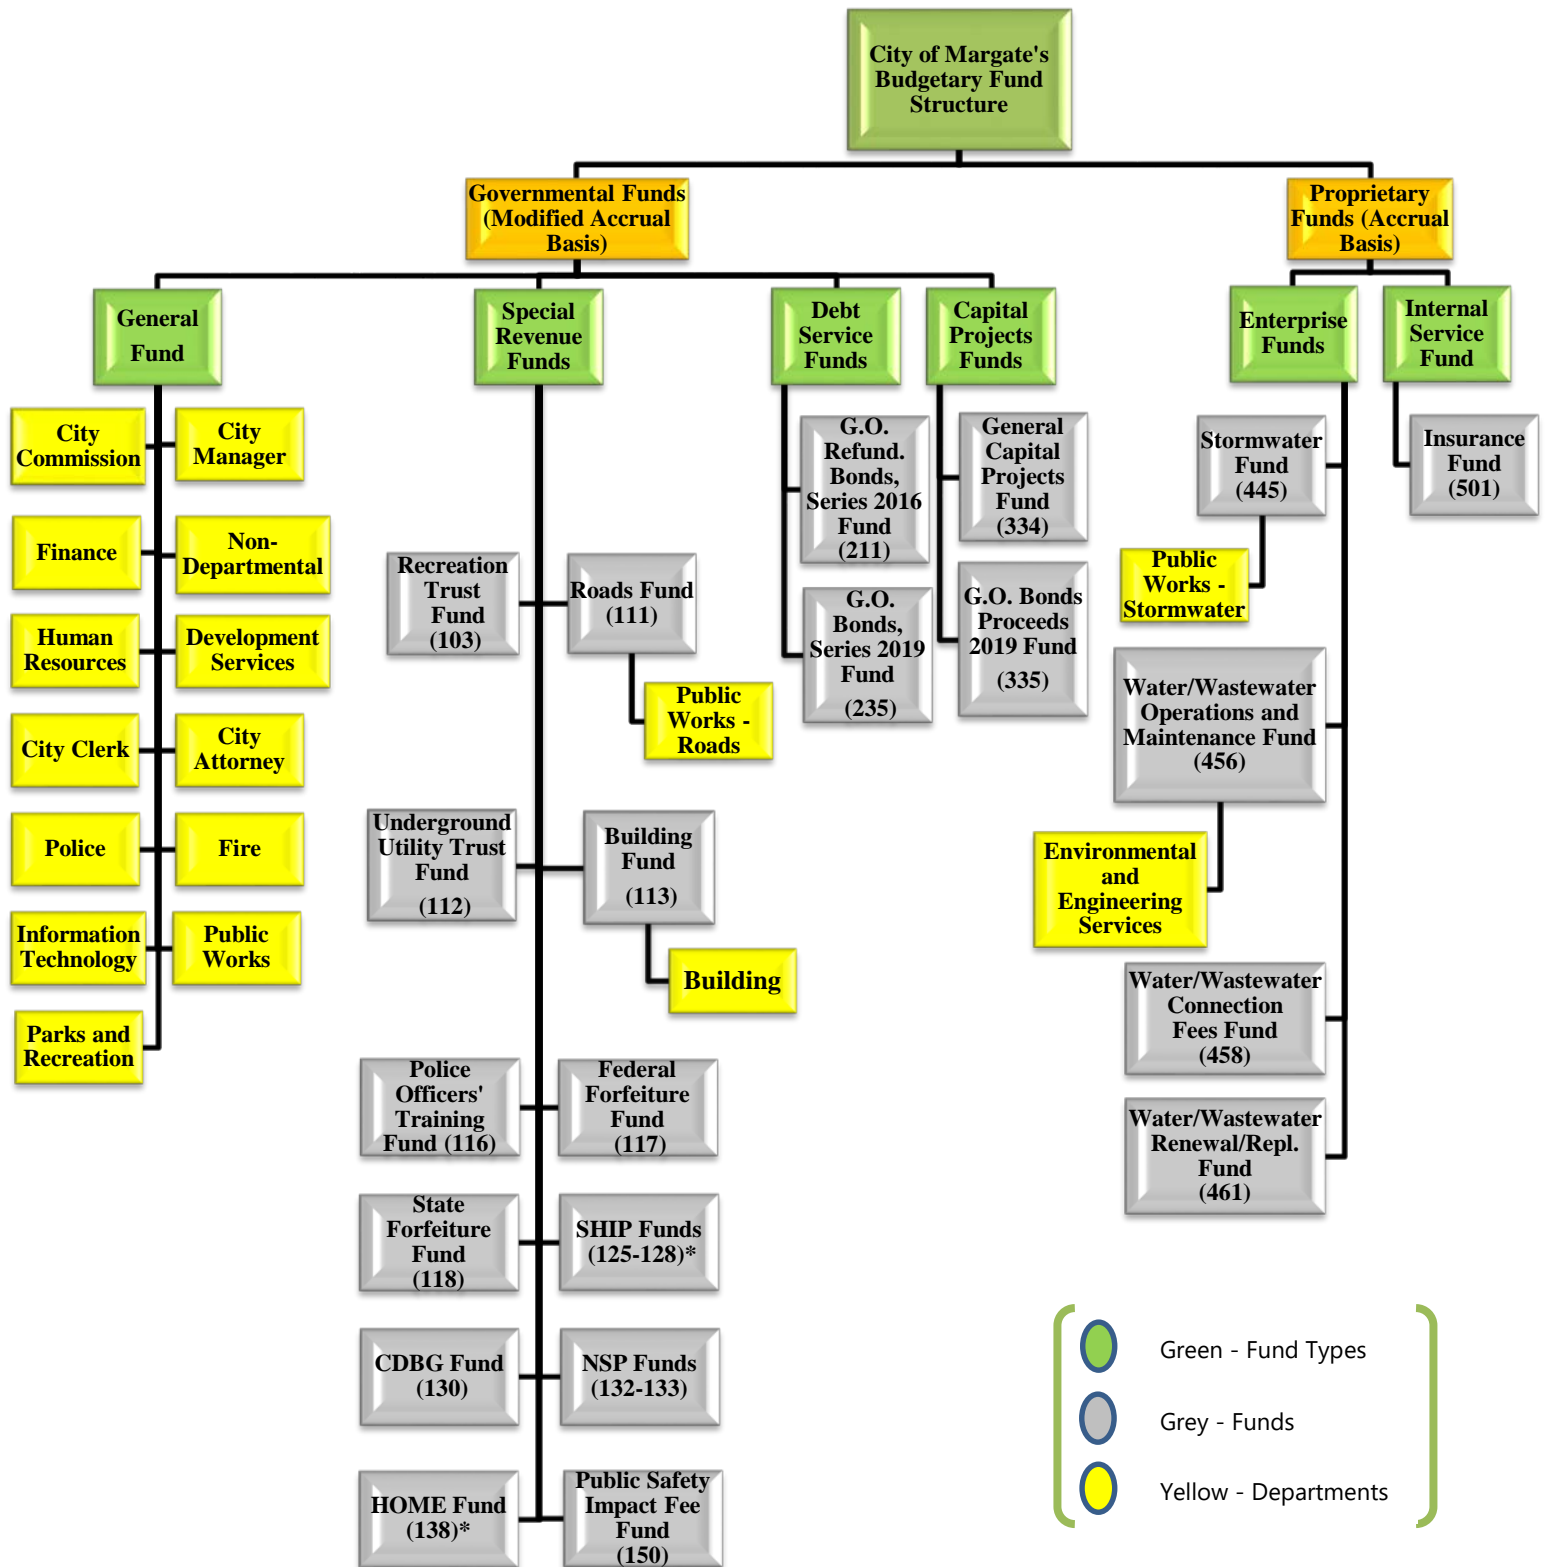 City of Margate's
Budgetary Fund
Structure
Governmental Funds
(Modified Accrual
Basis)
Proprietary
Funds (Accrual
Basis)
General
Fund
Special
Revenue
Funds
Debt
Service
Funds
Capital
Projects
Funds
Enterprise
Funds
Internal
Service
Fund
City
Commission
City
Manager
Finance
Non-
Departmental
Human
Resources
Development
Services
City Clerk
City
Attorney
Police
Fire
Information
Technology
Public
Works
Parks and
Recreation
Recreation
Trust
Fund
(103)
Roads Fund
(111)
Public
Works -
Roads
Underground
Utility Trust
Fund
(112)
Building
Fund
(113)
Building
Police
Officers'
Training
Fund (116)
Federal
Forfeiture
Fund
(117)
State
Forfeiture
Fund
(118)
SHIP Funds
(125-128)*
CDBG Fund
(130)
NSP Funds
(132-133)
HOME Fund
(138)*
Public Safety
Impact Fee
Fund
(150)
G.O.
Refund.
Bonds,
Series 2016
Fund
(211)
G.O.
Bonds,
Series 2019
Fund
(235)
General
Capital
Projects
Fund
(334)
G.O. Bonds
Proceeds
2019 Fund
(335)
Stormwater
Fund
(445)
Public
Works -
Stormwater
Water/Wastewater
Operations and
Maintenance Fund
(456)
Environmental
and
Engineering
Services
Water/Wastewater
Connection
Fees Fund
(458)
Water/Wastewater
Renewal/Repl.
Fund
(461)
Insurance
Fund
(501)
Green - Fund Types
Grey - Funds
Yellow - Departments